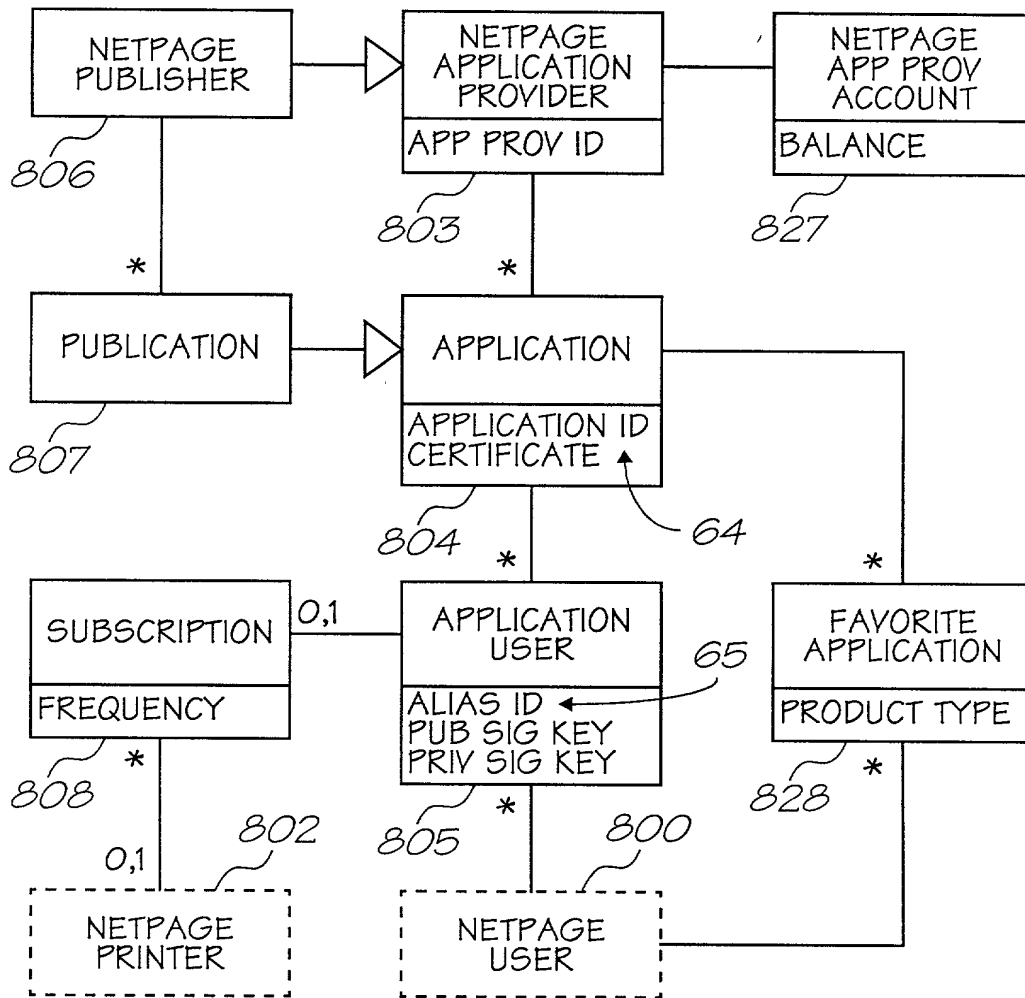 NETPAGE
PUBLISHER
806
NETPAGE
APPLICATION
PROVIDER
APP PROV ID
803
NETPAGE
APP PROV
ACCOUNT
BALANCE
827
*
*
PUBLICATION
807
APPLICATION
APPLICATION ID
CERTIFICATE
804
64
*
*
SUBSCRIPTION
FREQUENCY
808
0,1
APPLICATION
USER
ALIAS ID
PUB SIG KEY
PRIV SIG KEY
805
65
FAVORITE
APPLICATION
PRODUCT TYPE
828
*
*
*
802
0,1
NETPAGE
PRINTER
800
NETPAGE
USER